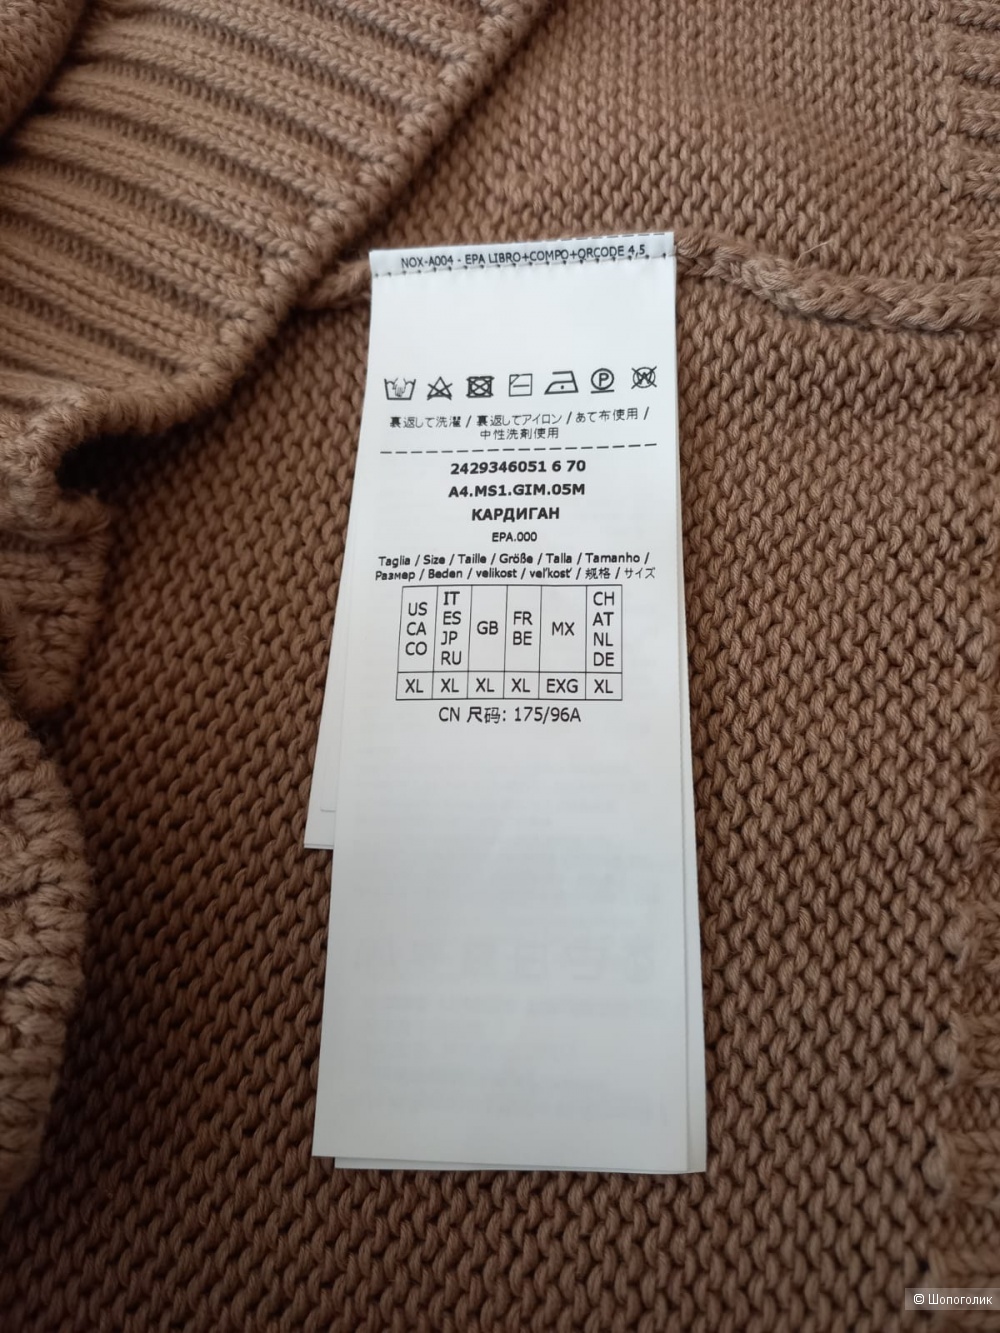 NOX-A004 - EPA LIBRO+COMPO+QRCODE 4,5
裏返して洗濯 / 裏返してアイロン / あて布使用 /
中性洗剤使用
2429346051 6 70
A4.MS1.GIM.05M
КАРДИГАН
EPA.000
Taglia / Size / Taille / Größe / Talla / Tamanho /
Размер / Beden / velikost / veľkosť / 規格 / サイズ
US CA CO
IT ES JP RU
GB
FR BE
MX
CH AT NL DE
XL XL XL XL EXG XL
CN 尺码: 175/96A
© Шопоголик